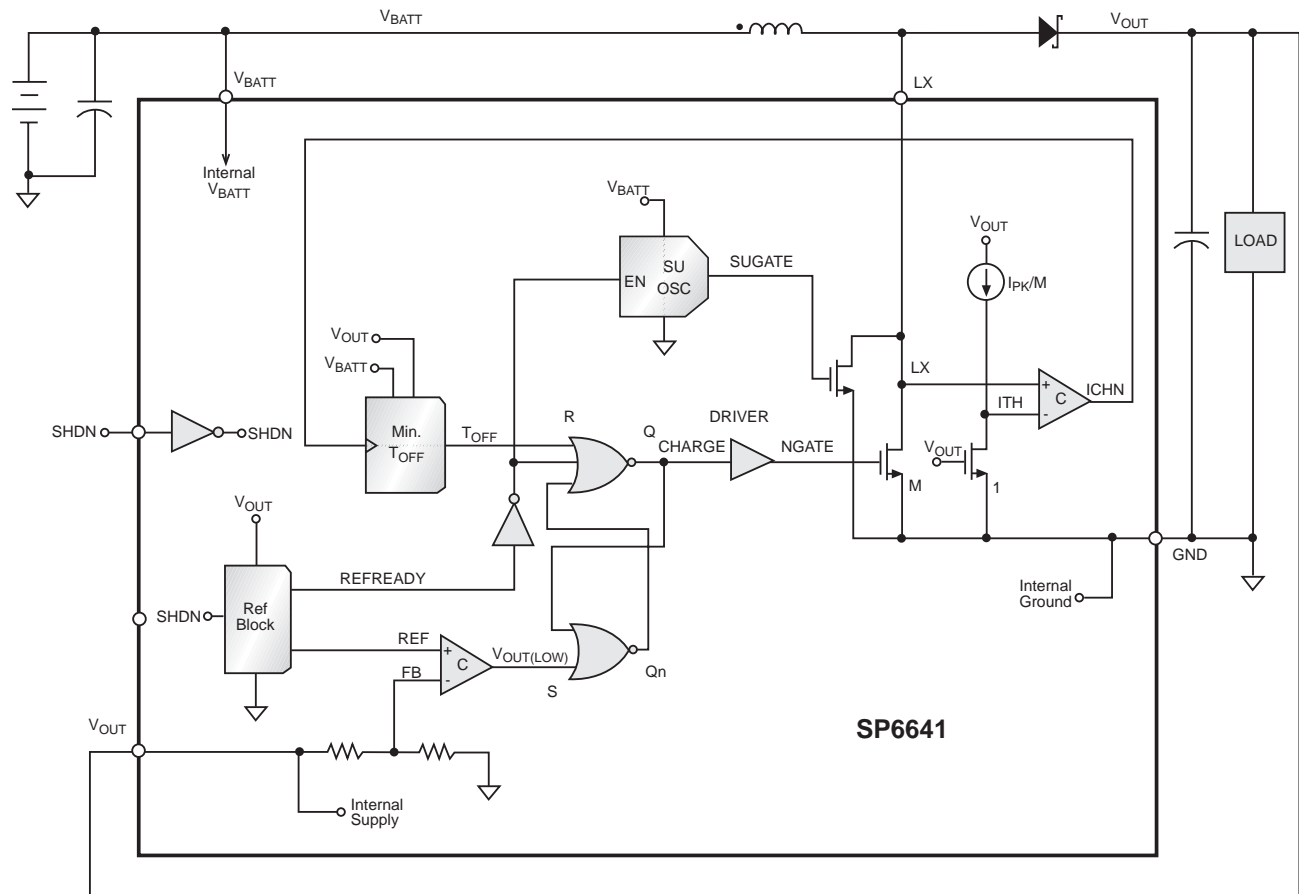 VBATT
VOUT
VBATT
LX
Internal
VBATT
VBATT
VOUT
LOAD
SU
OSC
EN
SUGATE
IPK/M
VOUT
VBATT
LX
ITH
+
-
C
ICHN
SHDN
SHDN
Min.
TOFF
TOFF
R
Q
CHARGE
DRIVER
NGATE
VOUT
M
1
VOUT
REFREADY
GND
Internal
Ground
SHDN
Ref
Block
REF
FB
+
-
C
VOUT(LOW)
S
Qn
VOUT
SP6641
Internal
Supply